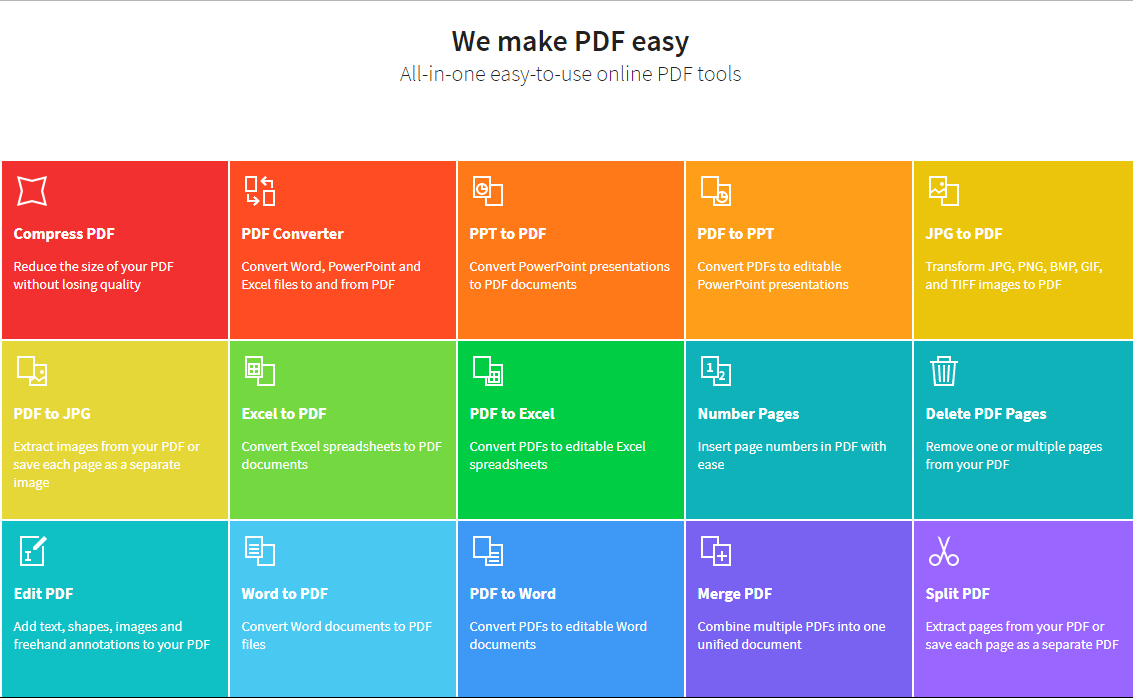 We make PDF easy
All-in-one easy-to-use online PDF tools
Compress PDF
Reduce the size of your PDF
without losing quality
PDF Converter
Convert Word, PowerPoint and
Excel files to and from PDF
PPT to PDF
Convert PowerPoint presentations
to PDF documents
PDF to PPT
Convert PDFs to editable
PowerPoint presentations
JPG to PDF
Transform JPG, PNG, BMP, GIF,
and TIFF images to PDF
PDF to JPG
Extract images from your PDF or
save each page as a separate
image
Excel to PDF
Convert Excel spreadsheets to PDF
documents
PDF to Excel
Convert PDFs to editable Excel
spreadsheets
1
2
Number Pages
Insert page numbers in PDF with
ease
Delete PDF Pages
Remove one or multiple pages
from your PDF
Edit PDF
Add text, shapes, images and
freehand annotations to your PDF
Word to PDF
Convert Word documents to PDF
files
PDF to Word
Convert PDFs to editable Word
documents
Merge PDF
Combine multiple PDFs into one
unified document
Split PDF
Extract pages from your PDF or
save each page as a separate PDF